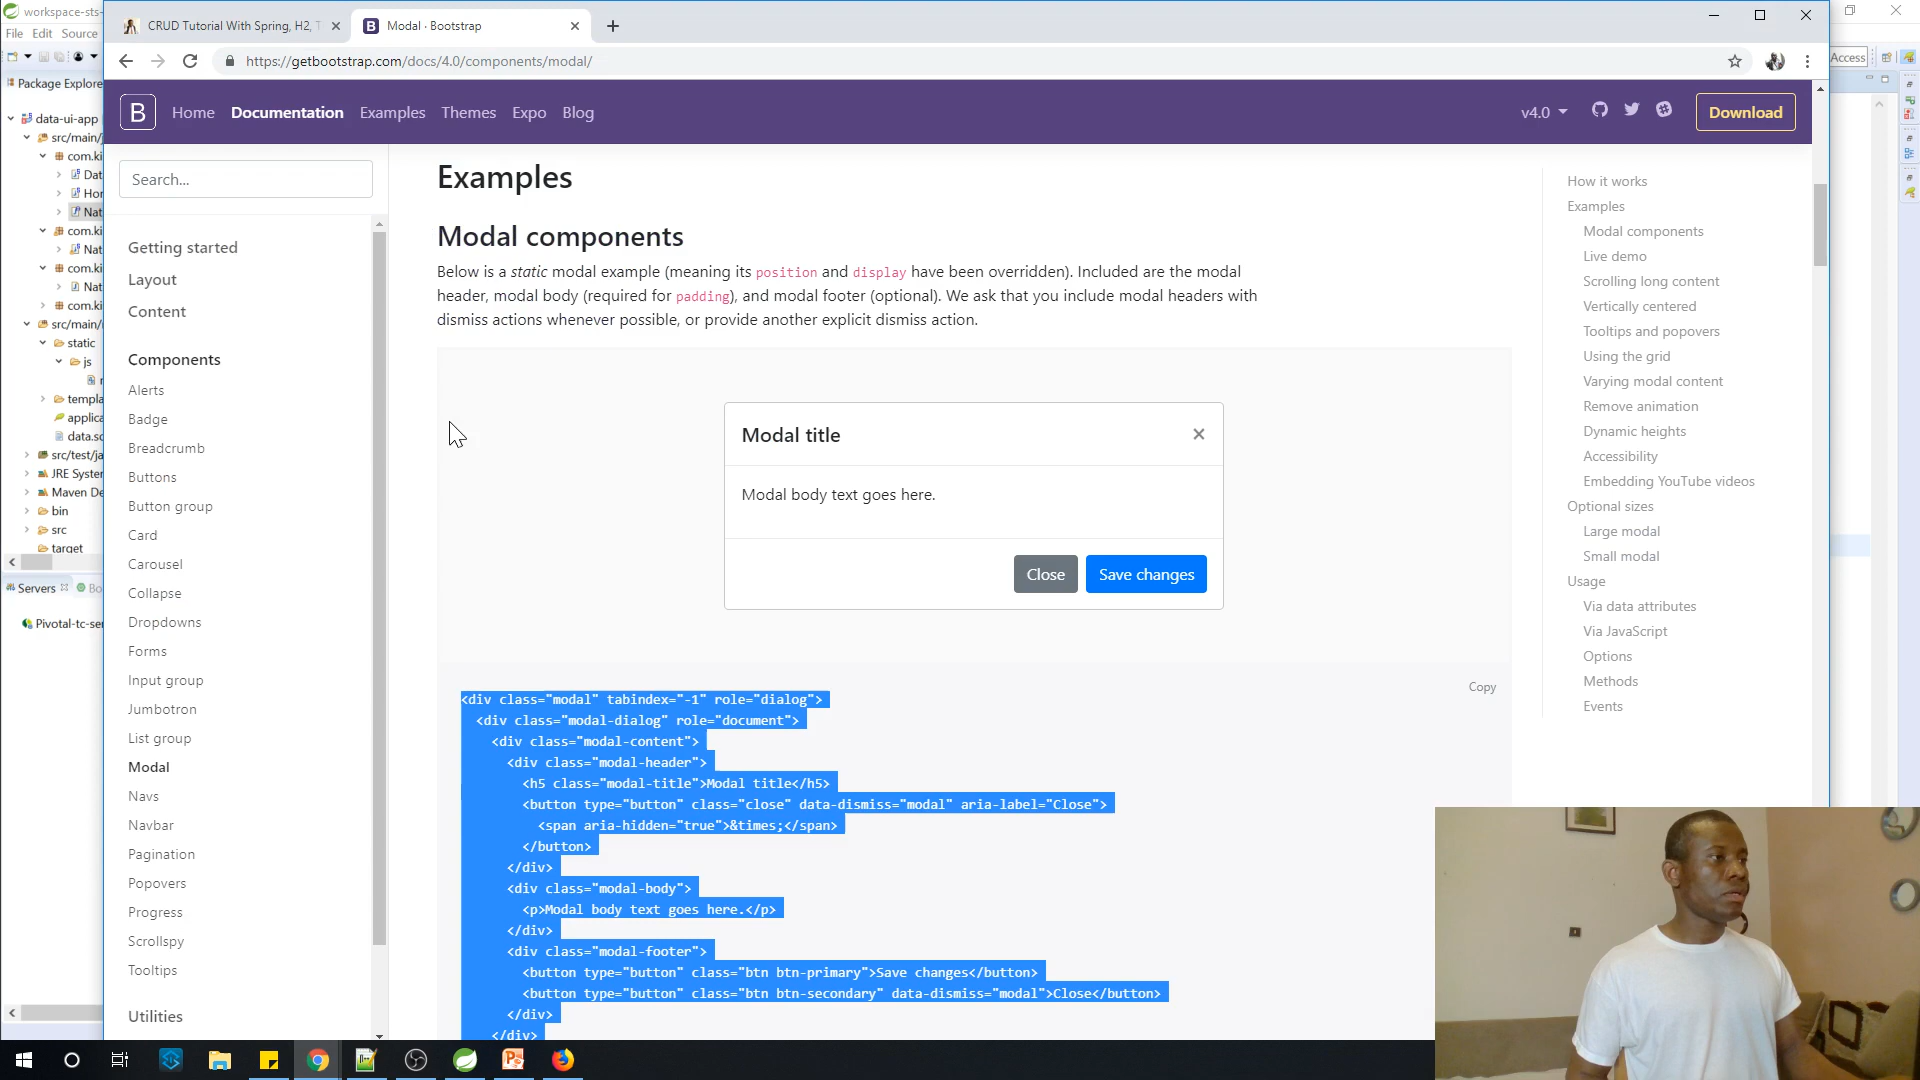 workspace-sts-
File Edit Source
Package Explore
data-ui-app
src/main/j
com.ki
Dat
Hor
Nat
com.ki
Nat
com.ki
Nat
com.ki
src/main/r
static
js
templa
applica
data.sc
src/test/ja
JRE System
Maven De
bin
src
target
Servers
Bo
Pivotal-tc-ser
Access
CRUD Tutorial With Spring, H2, T
Modal · Bootstrap
https://getbootstrap.com/docs/4.0/components/modal/
B Home Documentation Examples Themes Expo Blog
v4.0 Download
Search...
Getting started
Layout
Content
Components
Alerts
Badge
Breadcrumb
Buttons
Button group
Card
Carousel
Collapse
Dropdowns
Forms
Input group
Jumbotron
List group
Modal
Navs
Navbar
Pagination
Popovers
Progress
Scrollspy
Tooltips
Utilities
Examples
Modal components
Below is a static modal example (meaning its position and display have been overridden). Included are the modal
header, modal body (required for padding), and modal footer (optional). We ask that you include modal headers with
dismiss actions whenever possible, or provide another explicit dismiss action.
Modal title ×
Modal body text goes here.
Close Save changes
Copy
<div class="modal" tabindex="-1" role="dialog">
<div class="modal-dialog" role="document">
<div class="modal-content">
<div class="modal-header">
<h5 class="modal-title">Modal title</h5>
<button type="button" class="close" data-dismiss="modal" aria-label="Close">
<span aria-hidden="true">&times;</span>
</button>
</div>
<div class="modal-body">
<p>Modal body text goes here.</p>
</div>
<div class="modal-footer">
<button type="button" class="btn btn-primary">Save changes</button>
<button type="button" class="btn btn-secondary" data-dismiss="modal">Close</button>
</div>
</div>
How it works
Examples
Modal components
Live demo
Scrolling long content
Vertically centered
Tooltips and popovers
Using the grid
Varying modal content
Remove animation
Dynamic heights
Accessibility
Embedding YouTube videos
Optional sizes
Large modal
Small modal
Usage
Via data attributes
Via JavaScript
Options
Methods
Events